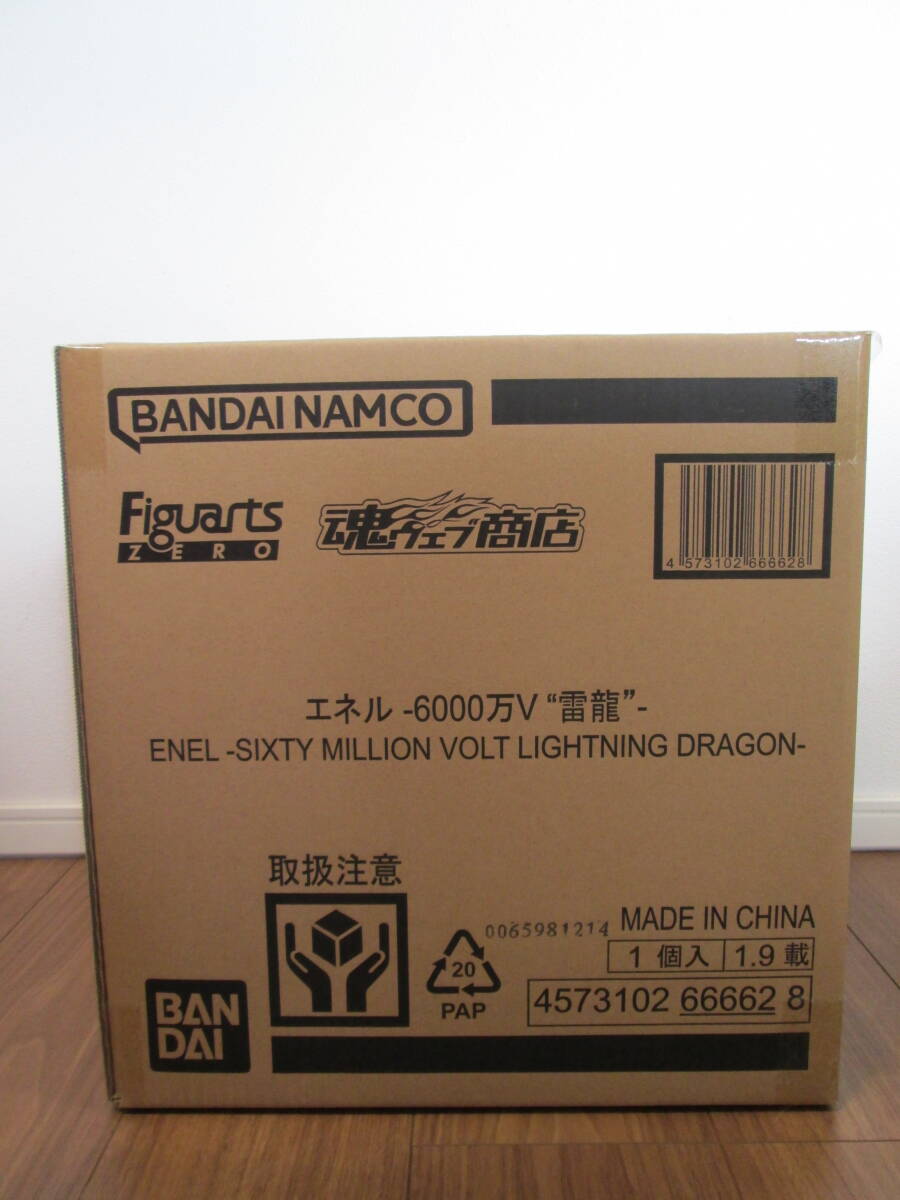 BANDAI NAMCO
Figuarts
ZERO
魂ウェブ商店
4 573102 666628
エネル -6000万V “雷龍”-
ENEL -SIXTY MILLION VOLT LIGHTNING DRAGON-
取扱注意
0065981214
MADE IN CHINA
1 個入
1.9 載
20
PAP
4573102 66662 8
BAN
DAI